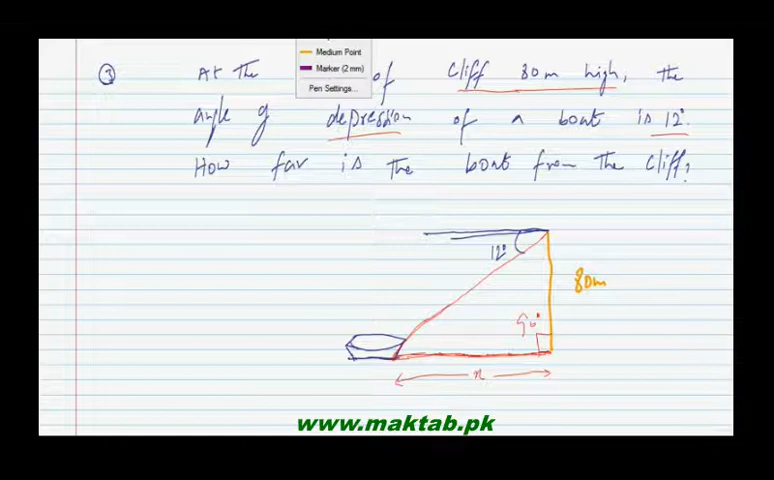 Medium Point
Marker (2 mm)
Pen Settings...
③ At the of Cliff 80m high, the
angle of depression of a boat is 12°.
How far is the boat from the Cliff?
12°
80m
90°
x
www.maktab.pk